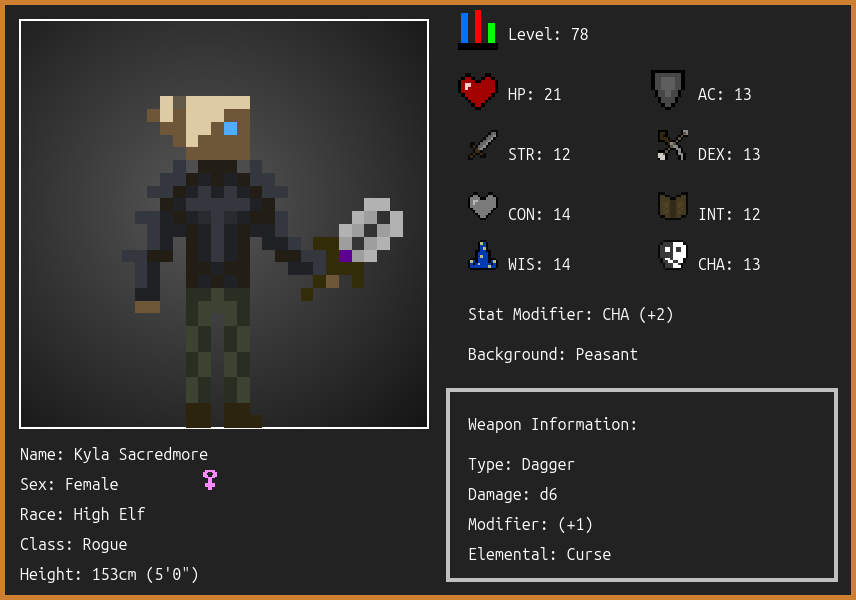 Level: 78
HP: 21
AC: 13
STR: 12
DEX: 13
CON: 14
INT: 12
WIS: 14
CHA: 13
Stat Modifier: CHA (+2)
Background: Peasant
Weapon Information:
Type: Dagger
Damage: d6
Modifier: (+1)
Elemental: Curse
Name: Kyla Sacredmore
Sex: Female
Race: High Elf
Class: Rogue
Height: 153cm (5'0")